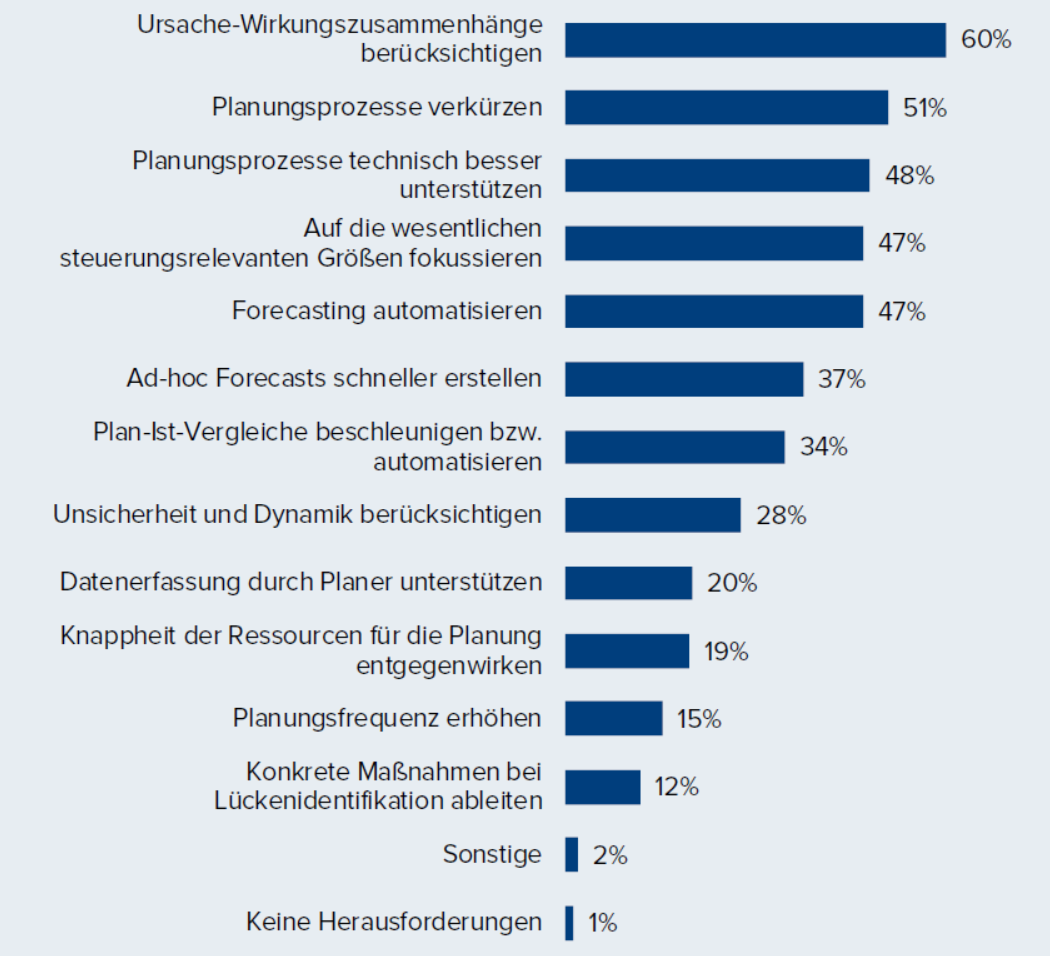 Ursache-Wirkungszusammenhänge
berücksichtigen
60%
Planungsprozesse verkürzen
51%
Planungsprozesse technisch besser
unterstützen
48%
Auf die wesentlichen
steuerungsrelevanten Größen fokussieren
47%
Forecasting automatisieren
47%
Ad-hoc Forecasts schneller erstellen
37%
Plan-Ist-Vergleiche beschleunigen bzw.
automatisieren
34%
Unsicherheit und Dynamik berücksichtigen
28%
Datenerfassung durch Planer unterstützen
20%
Knappheit der Ressourcen für die Planung
entgegenwirken
19%
Planungsfrequenz erhöhen
15%
Konkrete Maßnahmen bei
Lückenidentifikation ableiten
12%
Sonstige
2%
Keine Herausforderungen
1%